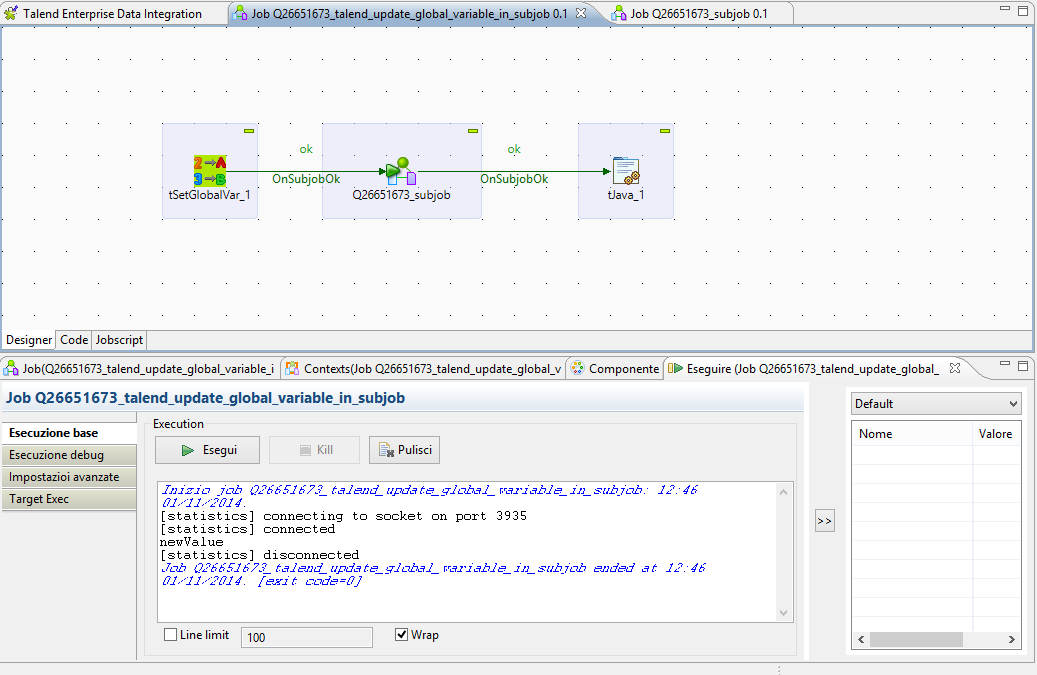 Talend Enterprise Data Integration
Job Q26651673_talend_update_global_variable_in_subjob 0.1
Job Q26651673_subjob 0.1
ok
ok
OnSubjobOk
OnSubjobOk
2→A
3→B
tSetGlobalVar_1
Q26651673_subjob
tJava_1
Designer
Code
Jobscript
Job(Q26651673_talend_update_global_variable_i
Contexts(Job Q26651673_talend_update_global_v
Componente
Eseguire (Job Q26651673_talend_update_global_
Job Q26651673_talend_update_global_variable_in_subjob
Esecuzione base
Esecuzione debug
Impostazioi avanzate
Target Exec
Execution
Esegui
Kill
Pulisci
Inizio job Q26651673_talend_update_global_variable_in_subjob: 12:46
01/11/2014.
[statistics] connecting to socket on port 3935
[statistics] connected
newValue
[statistics] disconnected
Job Q26651673_talend_update_global_variable_in_subjob ended at 12:46
01/11/2014. [exit code=0]
Line limit
100
Wrap
>>
Default
Nome
Valore